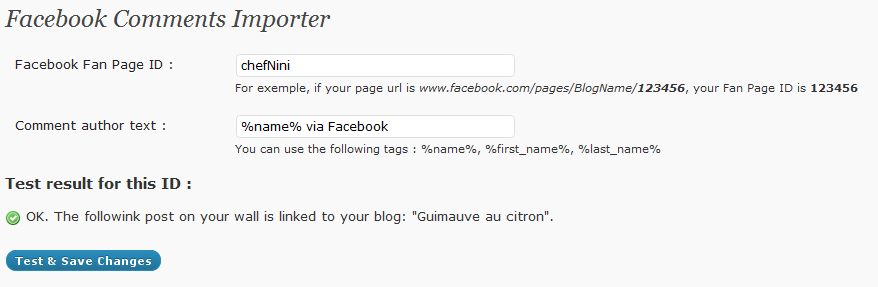 Facebook Comments Importer
Facebook Fan Page ID :
chefNini
For exemple, if your page url is www.facebook.com/pages/BlogName/123456, your Fan Page ID is 123456
Comment author text :
%name% via Facebook
You can use the following tags : %name%, %first_name%, %last_name%
Test result for this ID :
OK. The followink post on your wall is linked to your blog: "Guimauve au citron".
Test & Save Changes